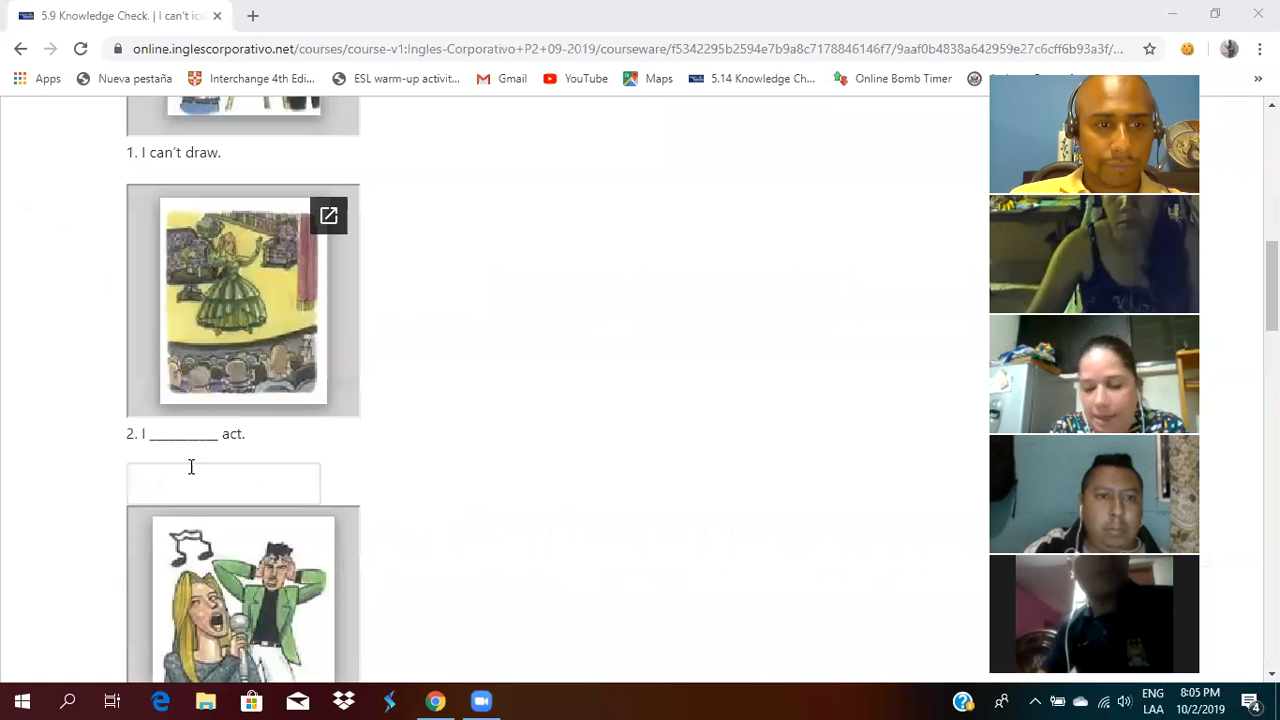 5.9 Knowledge Check. | I can't ic
online.inglescorporativo.net/courses/course-v1:Ingles-Corporativo+P2+09-2019/courseware/f5342295b2594e7b9a8c7178846146f7/9aaf0b4838a642959e27c6cff6b93a3f/...
Apps Nueva pestaña Interchange 4th Edi... ESL warm-up activit... Gmail YouTube Maps 5.14 Knowledge Ch... Online Bomb Timer »
1. I can't draw.
2. I ___________ act.
ENG 8:05 PM
LAA 10/2/2019 4